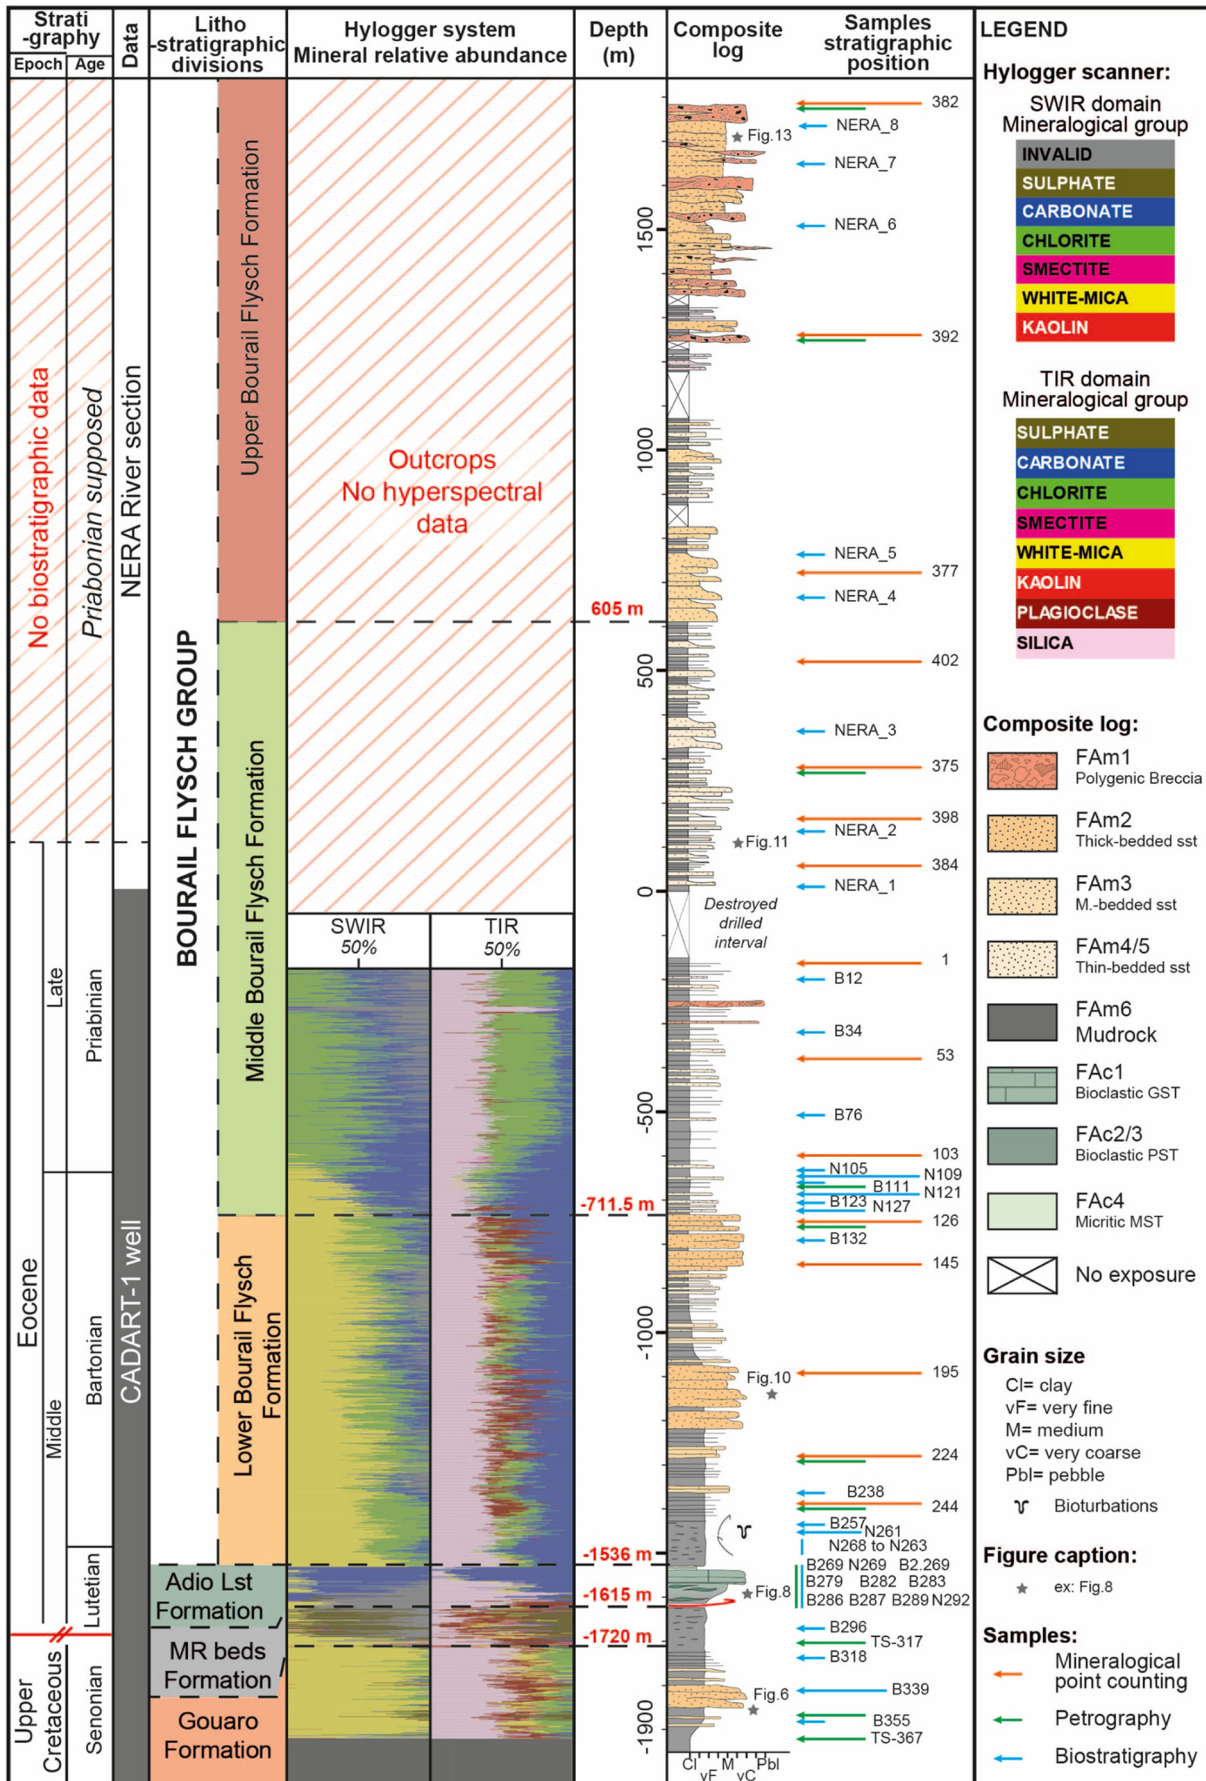 Strati
-graphy
Epoch
Age
Data
Litho
-stratigraphic
divisions
Hylogger system
Mineral relative abundance
Depth
(m)
Composite
log
Samples
stratigraphic
position
No biostratigraphic data
Priabonian supposed
Eocene
Late
Middle
Priabinian
Bartonian
Lutetian
Upper
Cretaceous
Senonian
NERA River section
CADART-1 well
BOURAIL FLYSCH GROUP
Upper Bourail Flysch Formation
Middle Bourail Flysch Formation
Lower Bourail Flysch
Formation
Adio Lst
Formation
MR beds
Formation
Gouaro
Formation
Outcrops
No hyperspectral
data
SWIR
50%
TIR
50%
605 m
-711.5 m
-1536 m
-1615 m
-1720 m
1500
1000
500
0
-500
-1000
-1500
-1900
Fig.13
Fig.11
Destroyed
drilled
interval
Fig.10
Fig.8
Fig.6
Cl
vF
M
vC
Pbl
382
NERA_8
NERA_7
NERA_6
392
NERA_5
377
NERA_4
402
NERA_3
375
398
NERA_2
384
NERA_1
1
B12
B34
53
B76
103
N105
N109
B111
N121
B123
N127
126
B132
145
195
224
B238
244
B257
N261
N268 to N263
B269 N269 B2.269
B279 B282 B283
B286 B287 B289 N292
B296
TS-317
B318
B339
B355
TS-367
LEGEND
Hylogger scanner:
SWIR domain
Mineralogical group
INVALID
SULPHATE
CARBONATE
CHLORITE
SMECTITE
WHITE-MICA
KAOLIN
TIR domain
Mineralogical group
SULPHATE
CARBONATE
CHLORITE
SMECTITE
WHITE-MICA
KAOLIN
PLAGIOCLASE
SILICA
Composite log:
FAm1
Polygenic Breccia
FAm2
Thick-bedded sst
FAm3
M.-bedded sst
FAm4/5
Thin-bedded sst
FAm6
Mudrock
FAc1
Bioclastic GST
FAc2/3
Bioclastic PST
FAc4
Micritic MST
No exposure
Grain size
Cl= clay
vF= very fine
M= medium
vC= very coarse
Pbl= pebble
Bioturbations
Figure caption:
ex: Fig.8
Samples:
Mineralogical
point counting
Petrography
Biostratigraphy